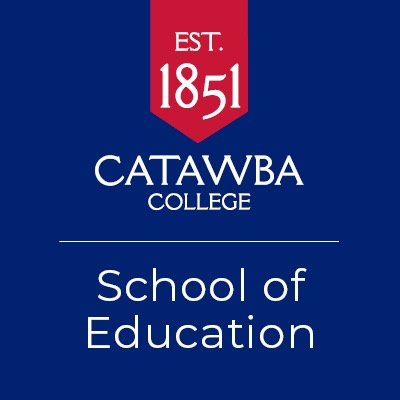 EST.
1851
CATAWBA
COLLEGE
School of
Education